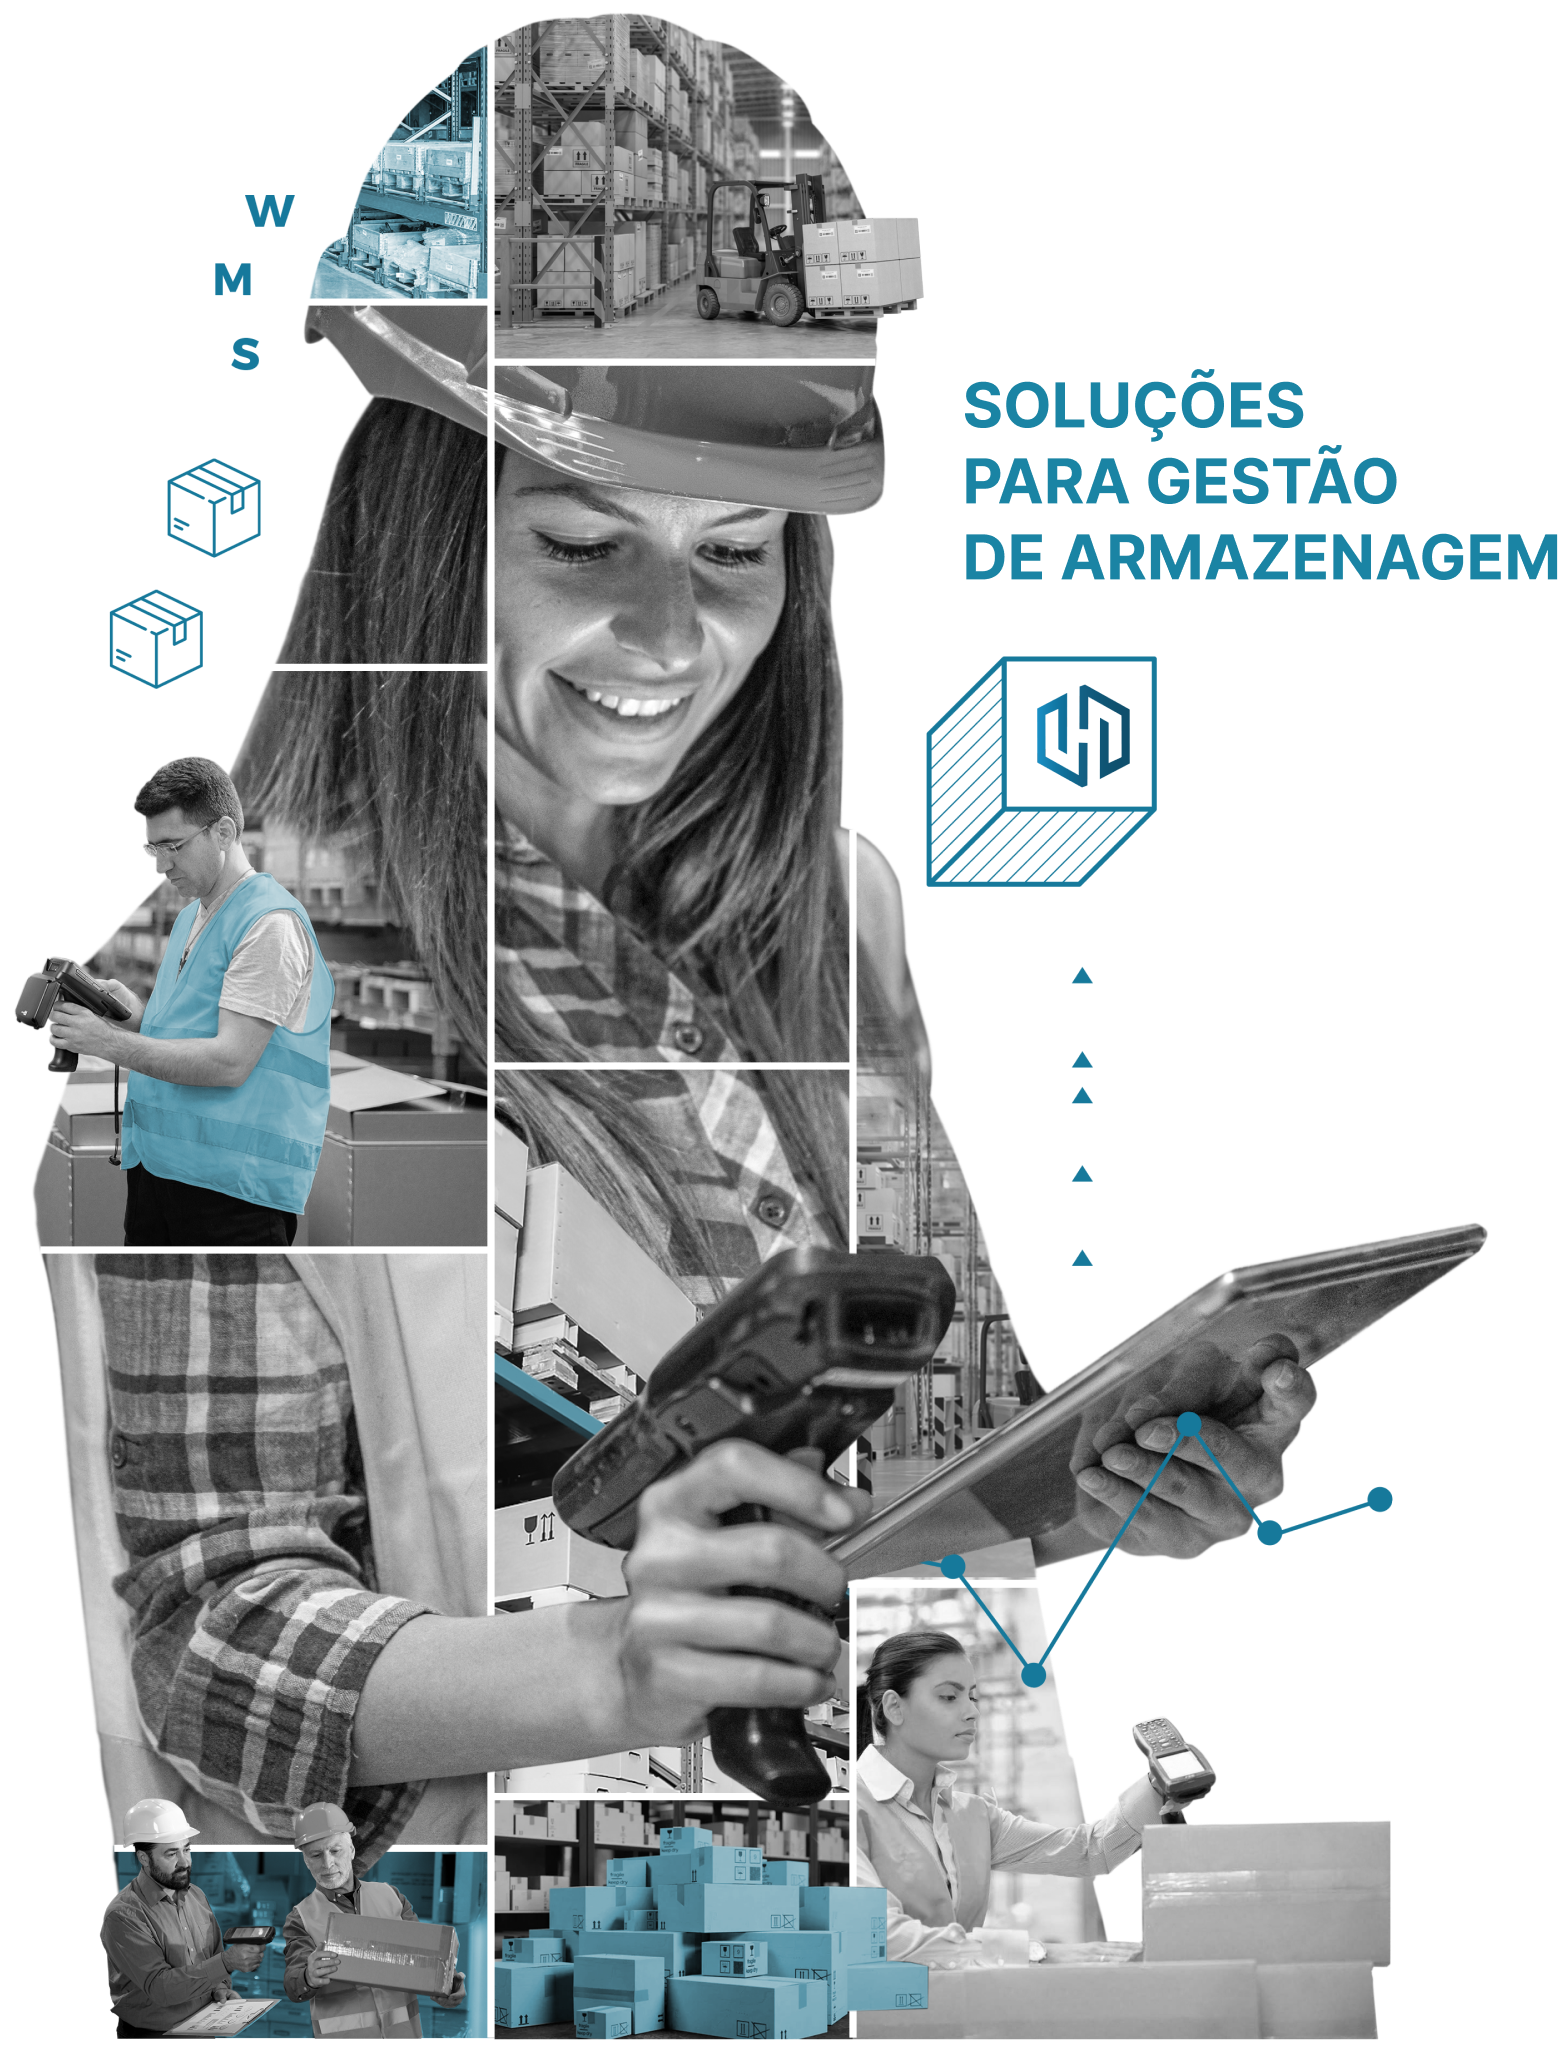 W
M
S
SOLUÇÕES
PARA GESTÃO
DE ARMAZENAGEM